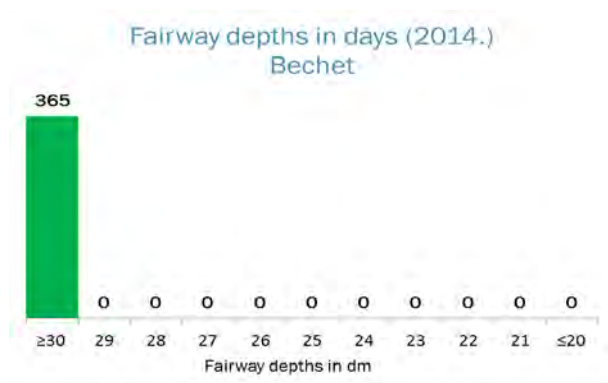 Fairway depths in days (2014.)
Bechet
365
0 0 0 0 0 0 0 0 0 0
≥30 29 28 27 26 25 24 23 22 21 ≤20
Fairway depths in dm